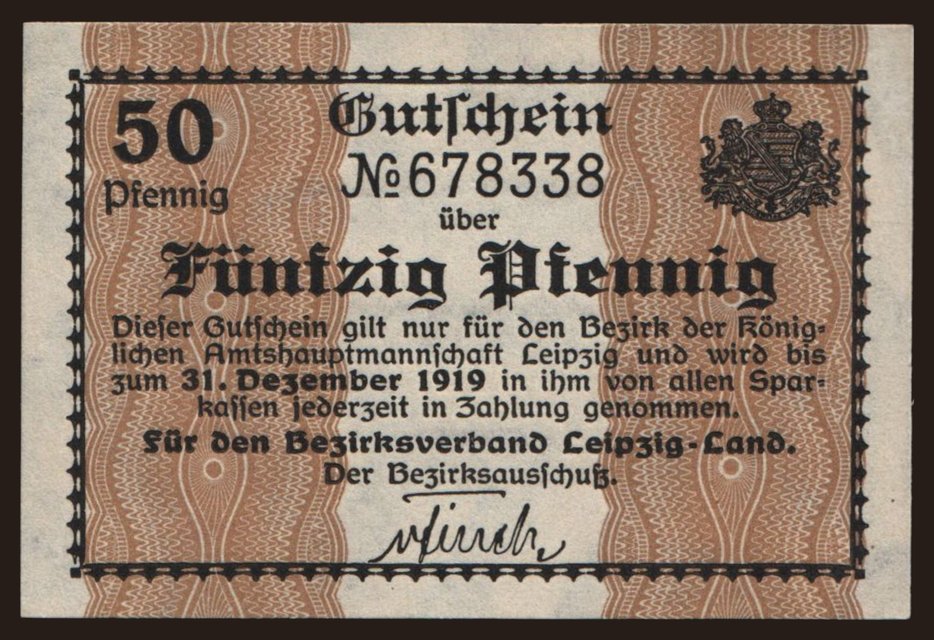 50
Pfennig
Gutſchein
№ 678338
über
Fünfzig Pfennig
Dieſer Gutſchein gilt nur für den Bezirk der König-
lichen Amtshauptmannſchaft Leipzig und wird bis
zum 31. Dezember 1919 in ihm von allen Spar-
kaſſen jederzeit in Zahlung genommen.
Für den Bezirksverband Leipzig-Land.
Der Bezirksausſchuß.